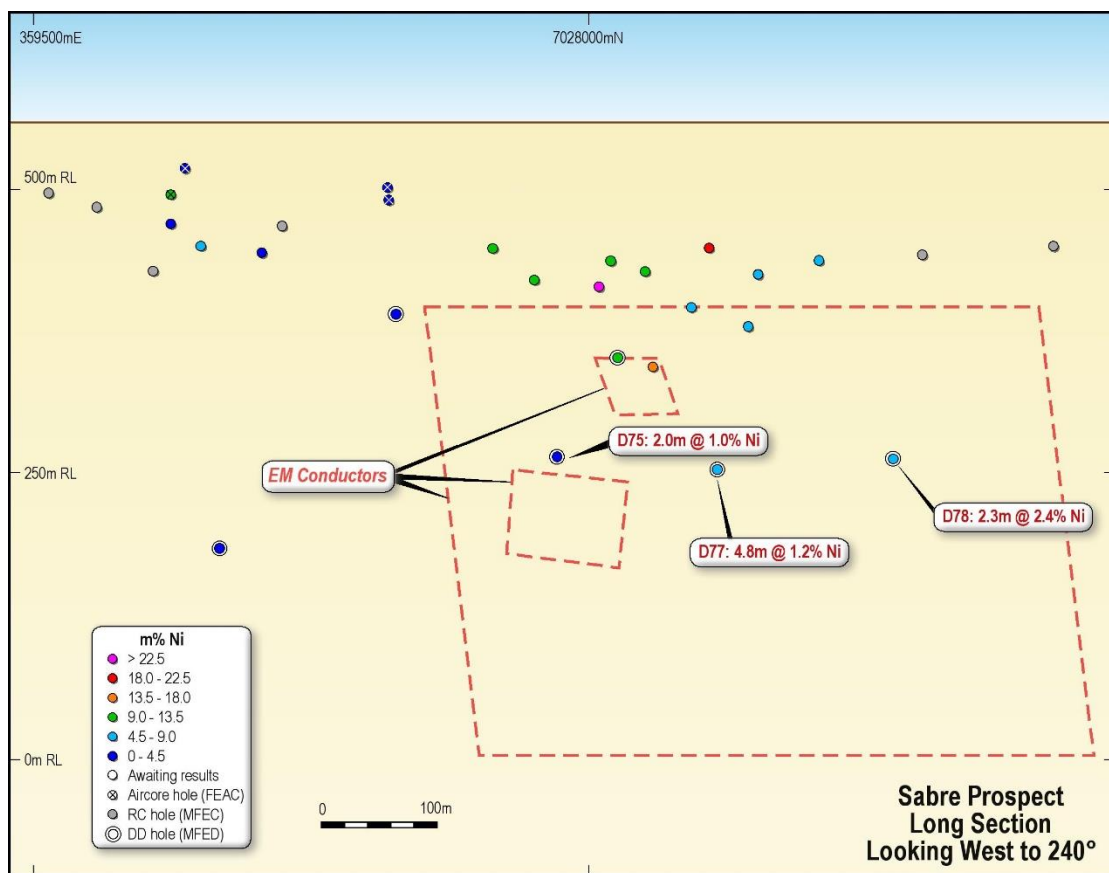 359500mE
7028000mN
500m RL
D75: 2.0m @ 1.0% Ni
EM Conductors
250m RL
D78: 2.3m @ 2.4% Ni
D77: 4.8m @ 1.2% Ni
m% Ni
> 22.5
18.0 - 22.5
13.5 - 18.0
9.0 - 13.5
4.5 - 9.0
0 - 4.5
Awaiting results
Aircore hole (FEAC)
RC hole (MFEC)
DD hole (MFED)
0m RL
0
100m
Sabre Prospect
Long Section
Looking West to 240°